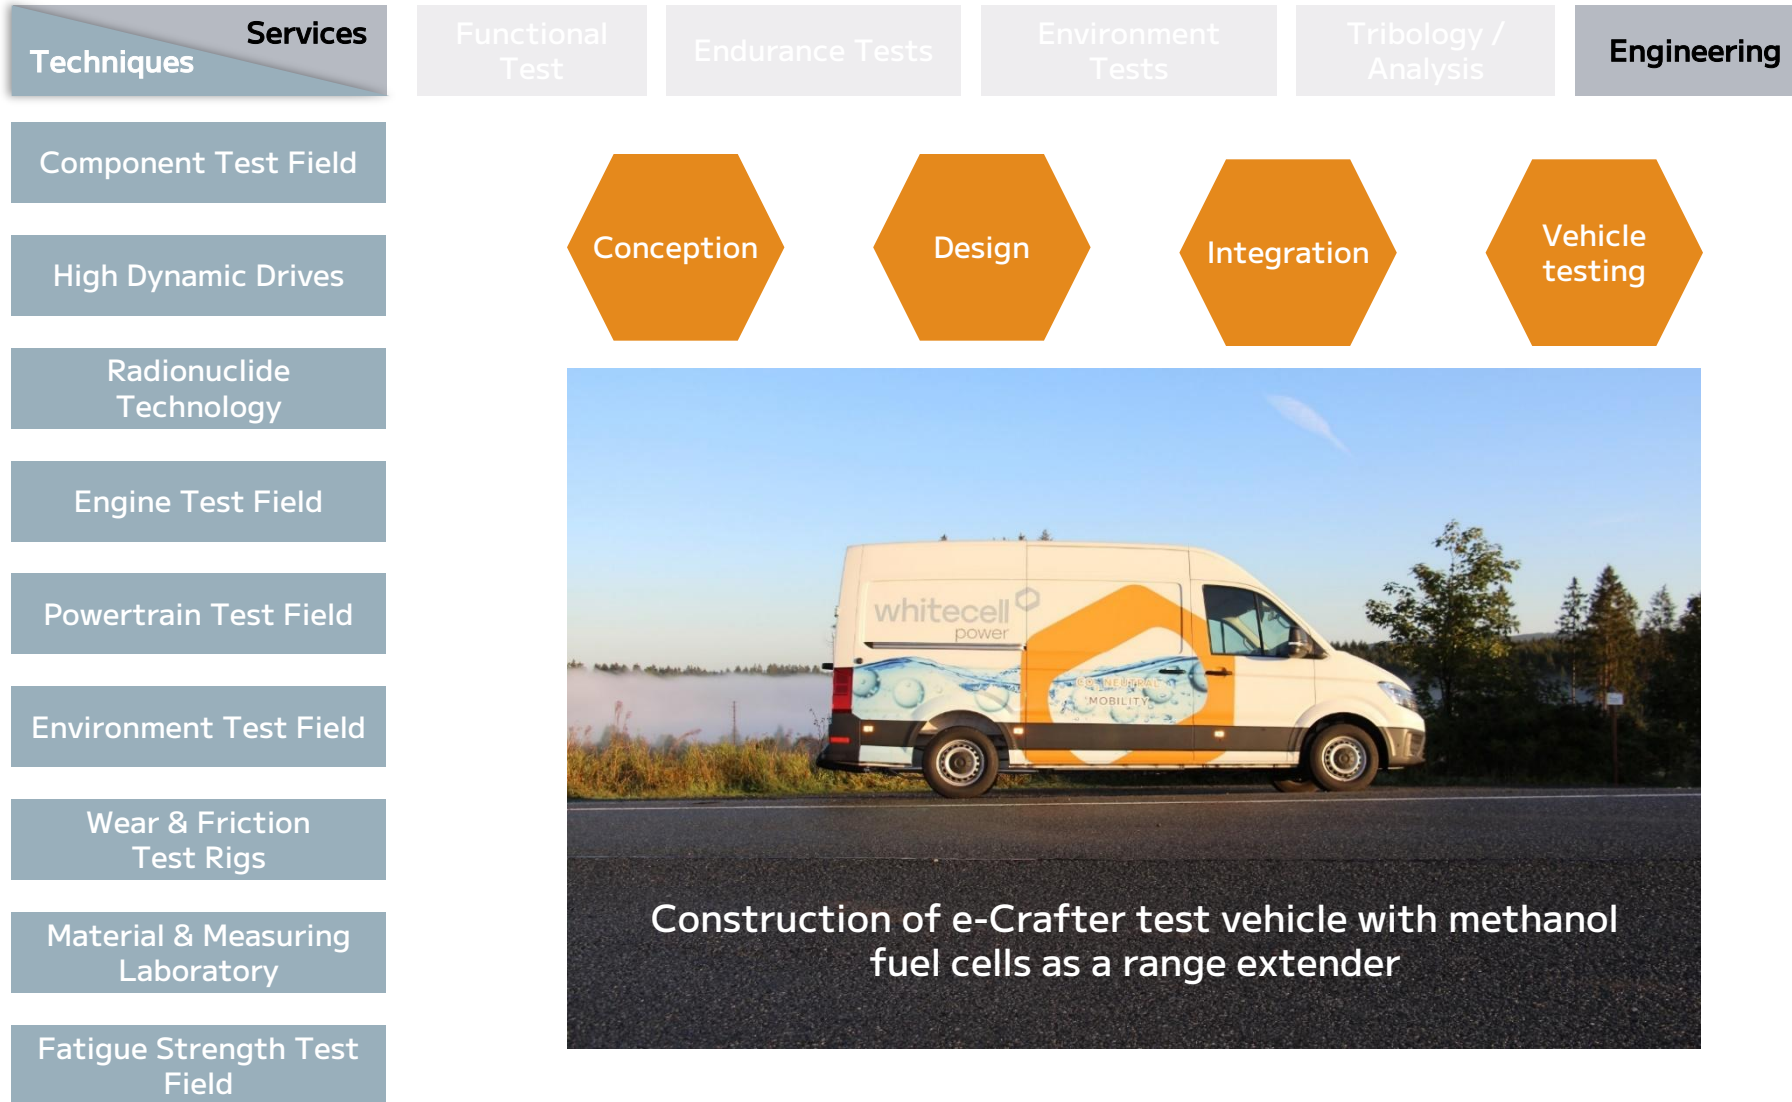 Services
Techniques
Functional
Test
Endurance Tests
Environment
Tests
Tribology /
Analysis
Engineering
Component Test Field
High Dynamic Drives
Radionuclide
Technology
Engine Test Field
Powertrain Test Field
Environment Test Field
Wear & Friction
Test Rigs
Material & Measuring
Laboratory
Fatigue Strength Test
Field
Conception
Design
Integration
Vehicle
testing
whitecell
power
CO₂ NEUTRAL
MOBILITY
Construction of e-Crafter test vehicle with methanol
fuel cells as a range extender